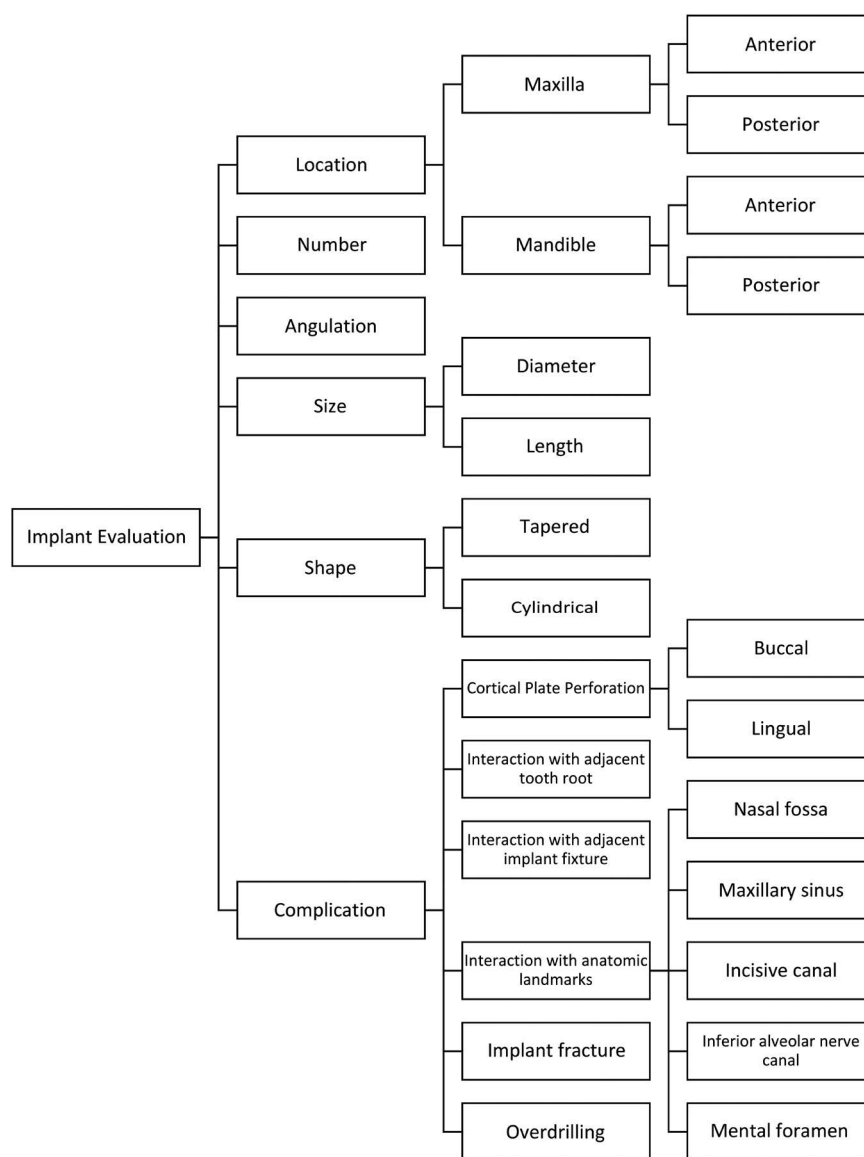 Implant Evaluation
Location
Maxilla
Anterior
Posterior
Mandible
Anterior
Posterior
Number
Angulation
Size
Diameter
Length
Shape
Tapered
Cylindrical
Complication
Cortical Plate Perforation
Buccal
Lingual
Interaction with adjacent
tooth root
Interaction with adjacent
implant fixture
Interaction with anatomic
landmarks
Nasal fossa
Maxillary sinus
Incisive canal
Inferior alveolar nerve
canal
Mental foramen
Implant fracture
Overdrilling